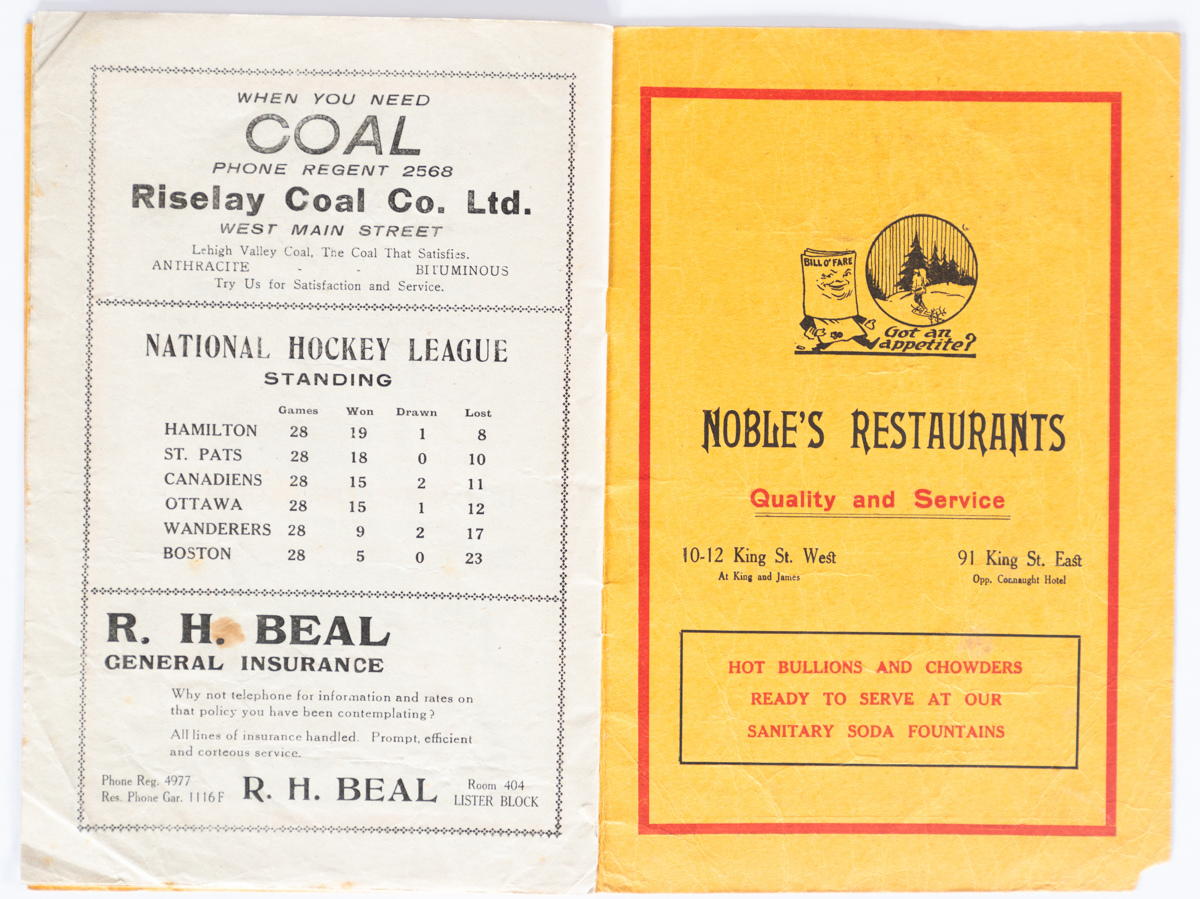 WHEN YOU NEED
COAL
PHONE REGENT 2568
Riselay Coal Co. Ltd.
WEST MAIN STREET
Lehigh Valley Coal, The Coal That Satisfies.
ANTHRACITE - - BITUMINOUS
Try Us for Satisfaction and Service.
NATIONAL HOCKEY LEAGUE
STANDING
Games Won Drawn Lost
HAMILTON 28 19 1 8
ST. PATS 28 18 0 10
CANADIENS 28 15 2 11
OTTAWA 28 15 1 12
WANDERERS 28 9 2 17
BOSTON 28 5 0 23
R. H. BEAL
GENERAL INSURANCE
Why not telephone for information and rates on
that policy you have been contemplating?
All lines of insurance handled. Prompt, efficient
and corteous service.
Phone Reg. 4977
Res. Phone Gar. 1116F
R. H. BEAL
Room 404
LISTER BLOCK
BILL O' FARE
Got an
appetite?
NOBLE'S RESTAURANTS
Quality and Service
10-12 King St. West
At King and James
91 King St. East
Opp. Connaught Hotel
HOT BULLIONS AND CHOWDERS
READY TO SERVE AT OUR
SANITARY SODA FOUNTAINS